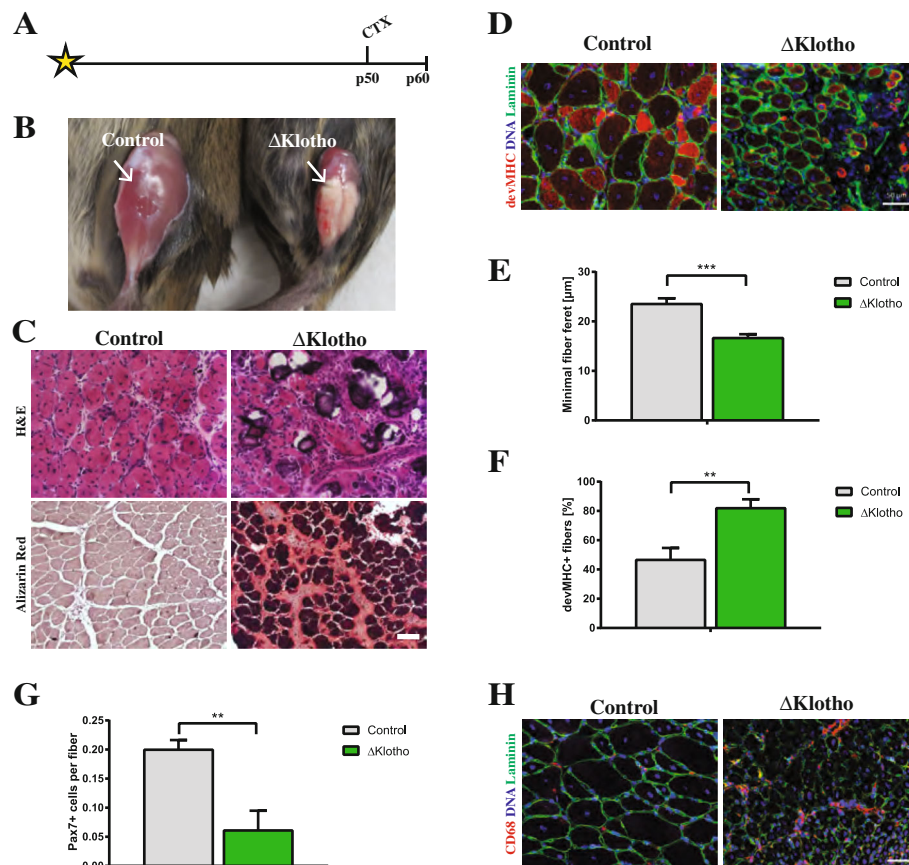 A
CTX
p50
p60
B
Control
ΔKlotho
C
Control
ΔKlotho
H&E
Alizarin Red
D
Control
ΔKlotho
devMHC DNA Laminin
50 µm
E
***
30
20
10
0
Minimal fiber feret [µm]
Control
ΔKlotho
F
**
100
80
60
40
20
0
devMHC+ fibers [%]
Control
ΔKlotho
G
**
0.25
0.20
0.15
0.10
0.05
0.00
Pax7+ cells per fiber
Control
ΔKlotho
H
Control
ΔKlotho
CD68 DNA Laminin